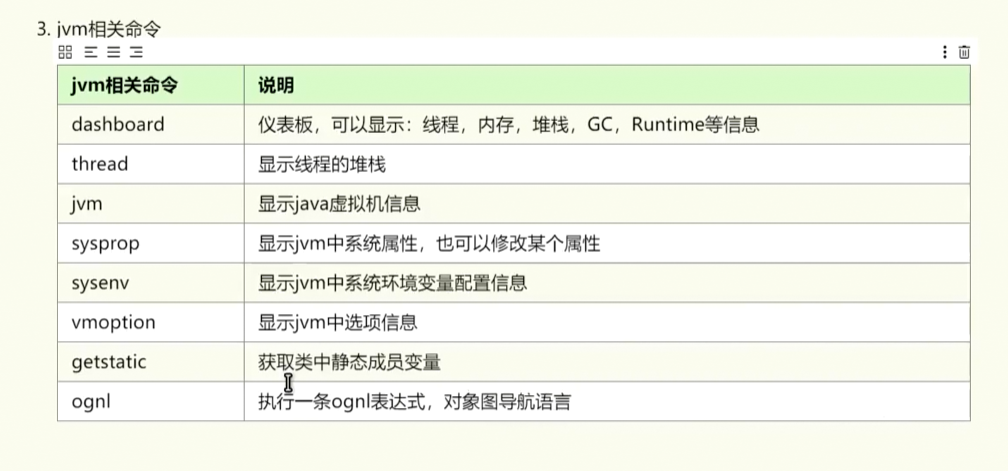 3. jvm相关命令
jvm相关命令 说明
dashboard 仪表板，可以显示：线程，内存，堆栈，GC，Runtime等信息
thread 显示线程的堆栈
jvm 显示java虚拟机信息
sysprop 显示jvm中系统属性，也可以修改某个属性
sysenv 显示jvm中系统环境变量配置信息
vmoption 显示jvm中选项信息
getstatic 获取类中静态成员变量
ognl 执行一条ognl表达式，对象图导航语言